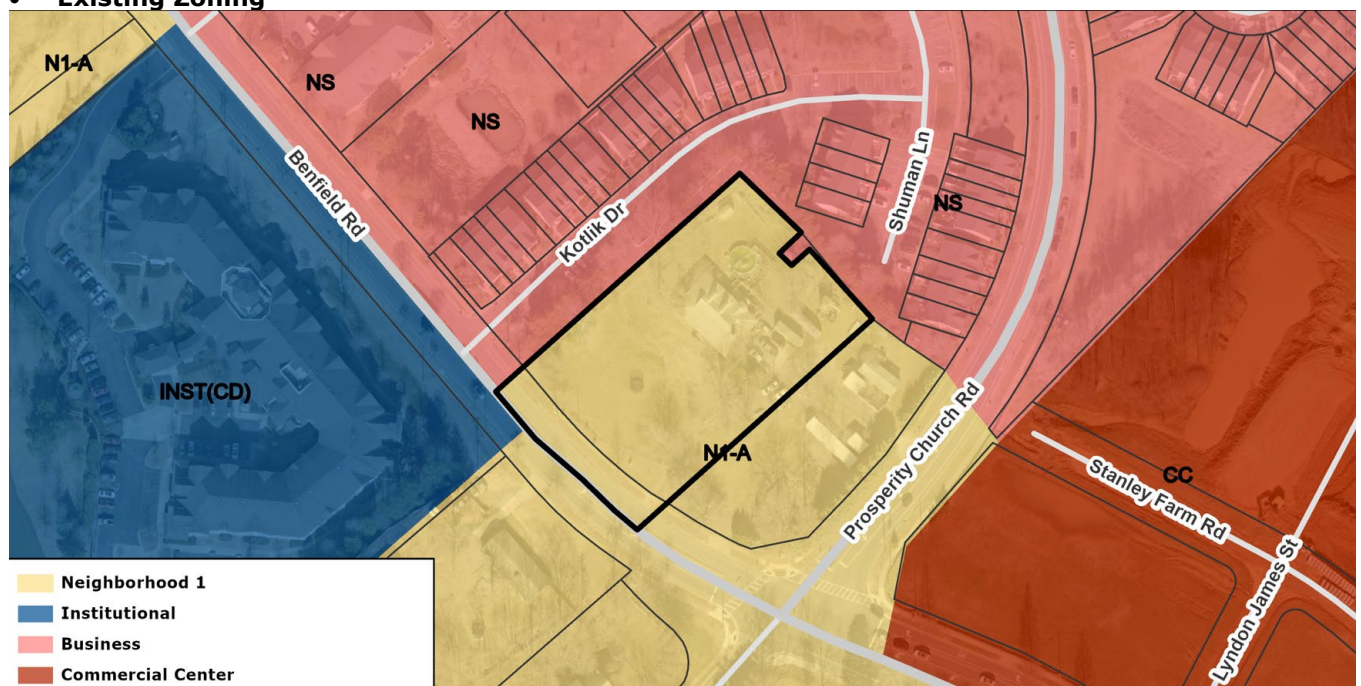 • Existing Zoning
N1-A
NS
NS
Benfield Rd
Kotlik Dr
Shuman Ln
NS
INST(CD)
N1-A
Prosperity Church Rd
CC
Stanley Farm Rd
Lyndon James St
Neighborhood 1
Institutional
Business
Commercial Center